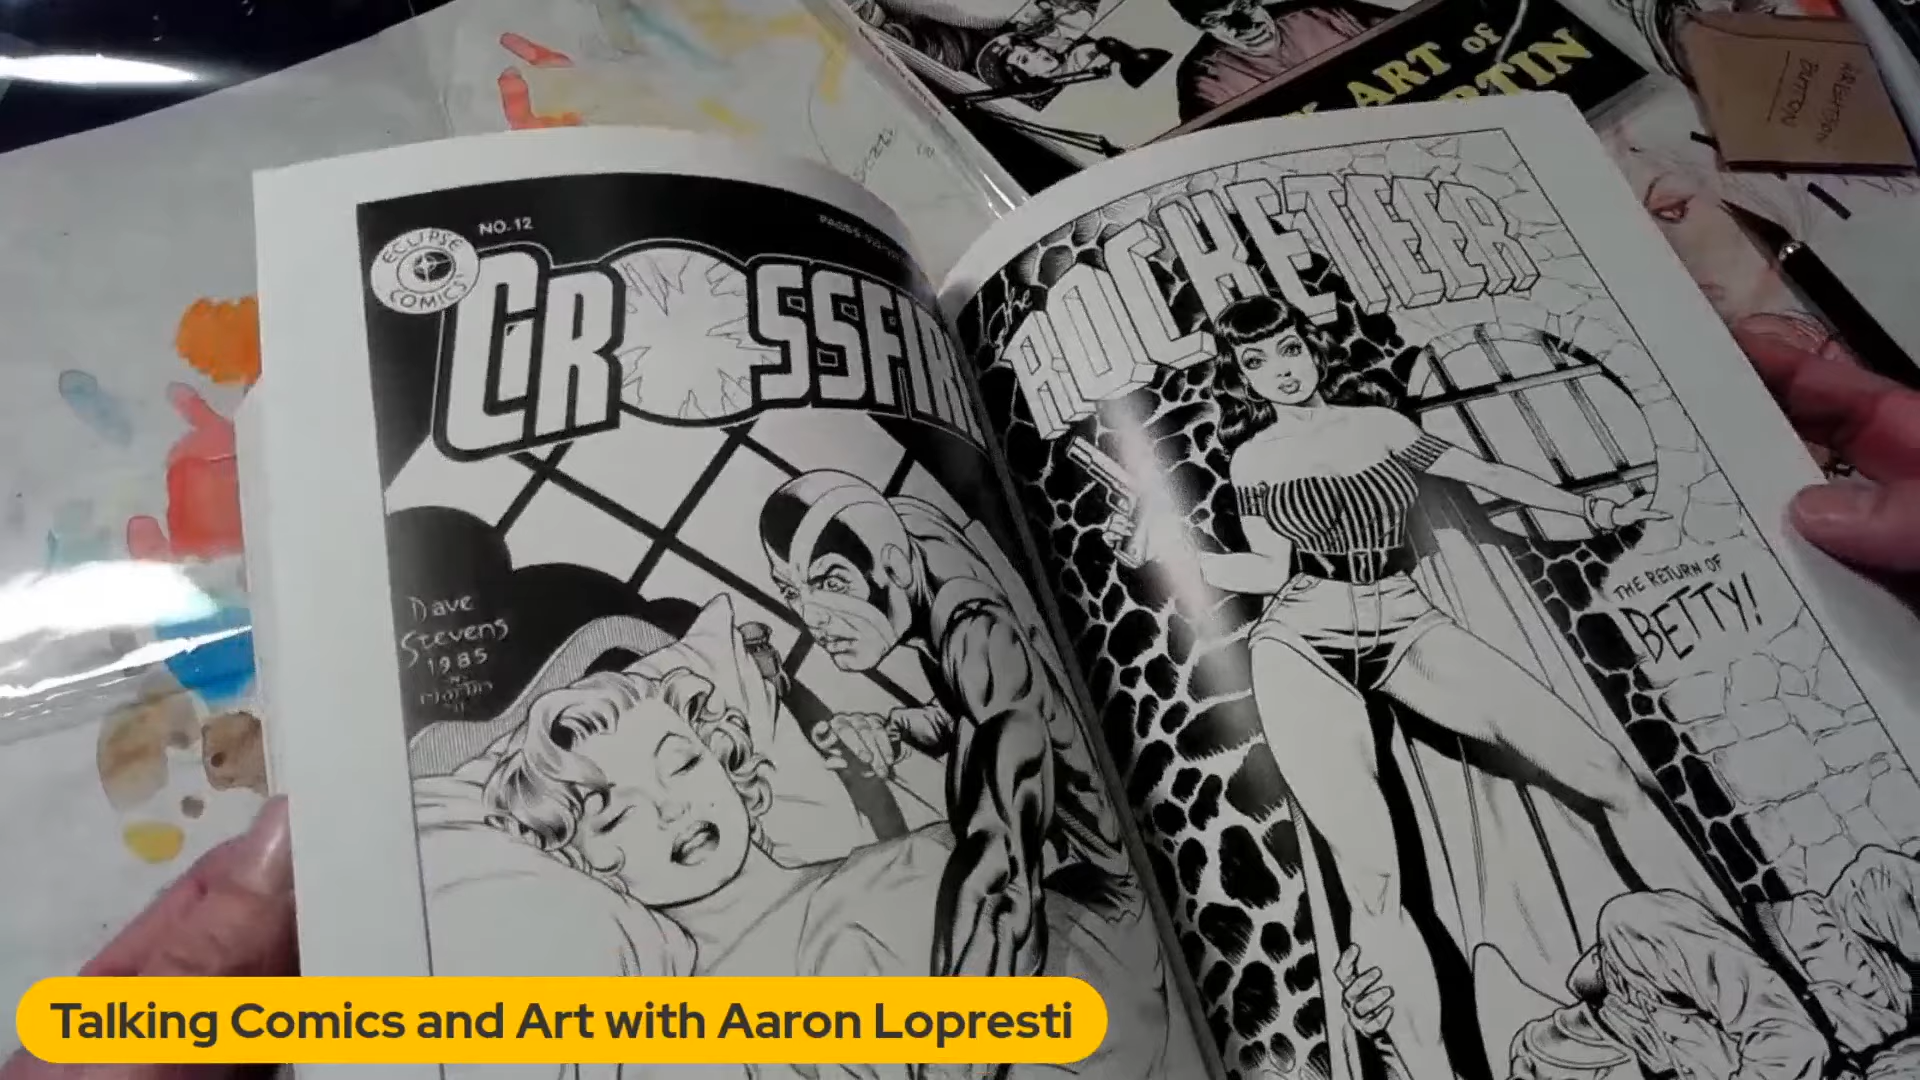 ART of
RTIN
NO. 12
ECLIPSE
COMICS
CROSSFIR
The
ROCKETEER
Dave
Stevens
1985
THE RETURN OF
BETTY!
Talking Comics and Art with Aaron Lopresti